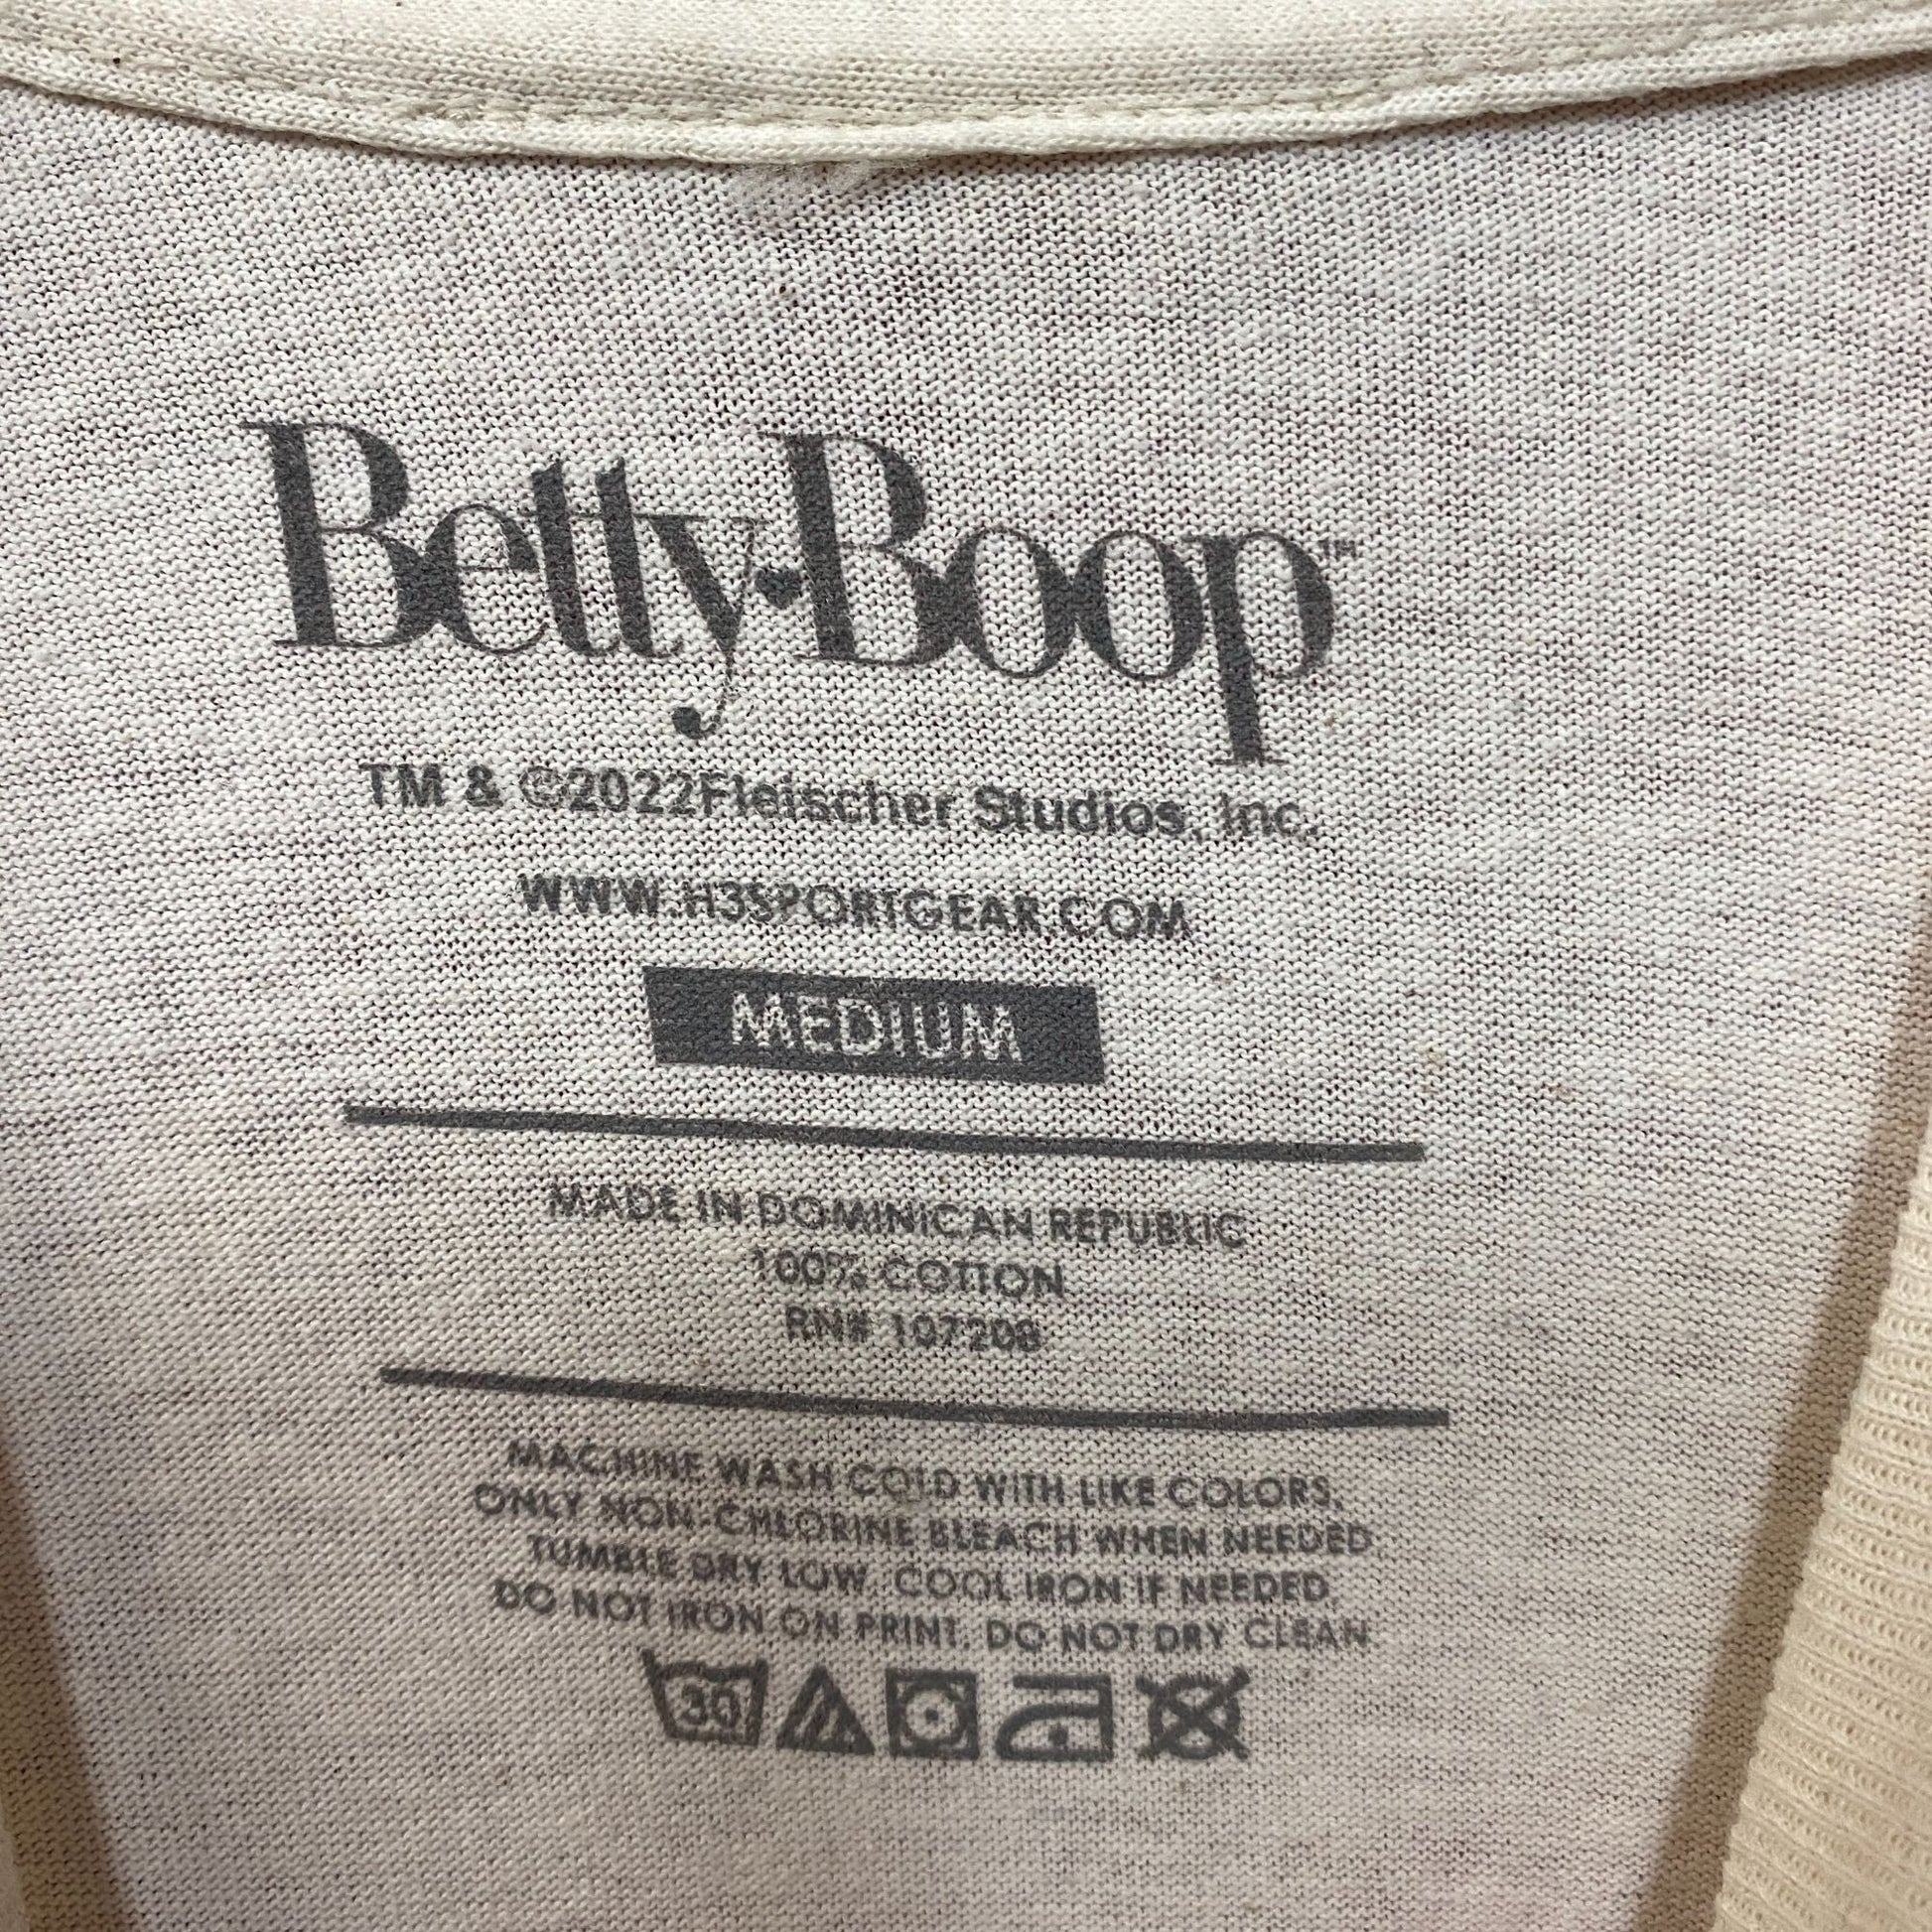 Betty♥Boop™
TM & ©2022Fleischer Studios, Inc.
WWW.H3SPORTGEAR.COM
MEDIUM
MADE IN DOMINICAN REPUBLIC
100% COTTON
RN# 107208
MACHINE WASH COLD WITH LIKE COLORS,
ONLY NON-CHLORINE BLEACH WHEN NEEDED
TUMBLE DRY LOW, COOL IRON IF NEEDED,
DO NOT IRON ON PRINT, DO NOT DRY CLEAN
30